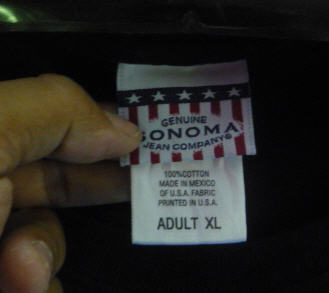 GENUINE
SONOMA
JEAN COMPANY®
100%COTTON
MADE IN MEXICO
OF U.S.A. FABRIC
PRINTED IN U.S.A.
ADULT XL